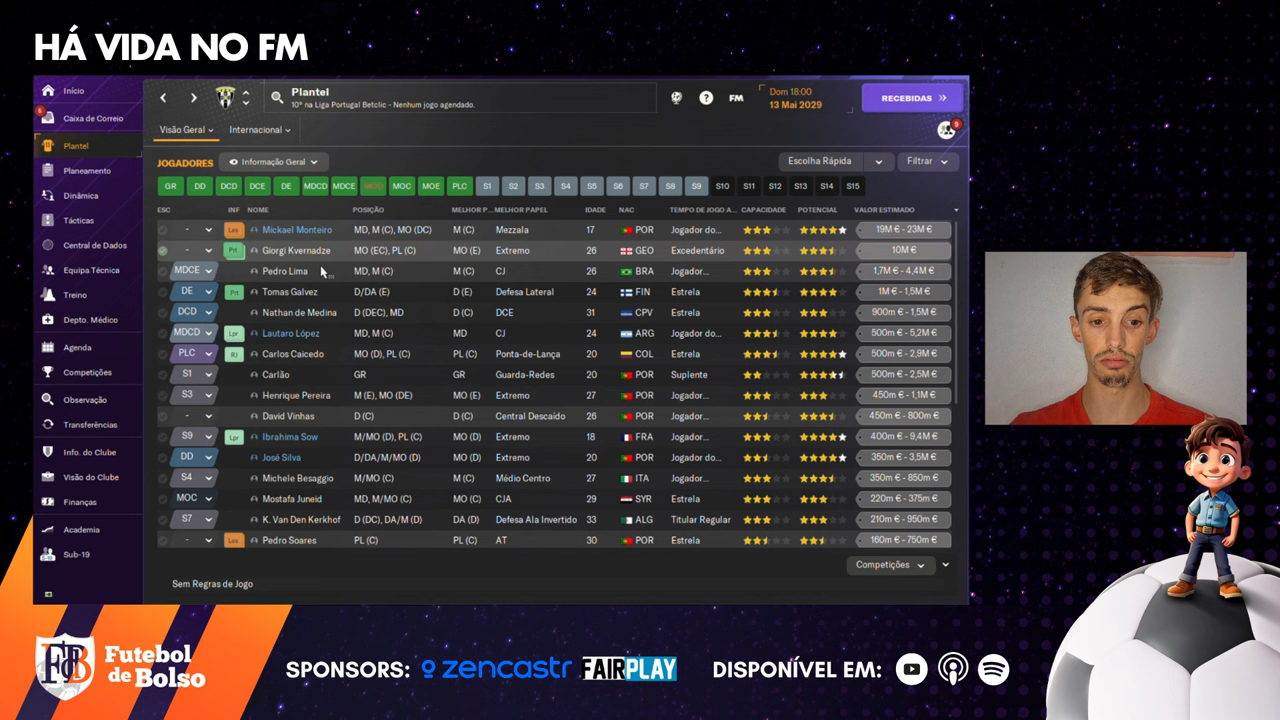 HÁ VIDA NO FM
Início
Plantel
10º na Liga Portugal Betclic - Nenhum jogo agendado.
FM
Dom 18:00
13 Mai 2029
RECEBIDAS
5
Caixa de Correio
Visão Geral
Internacional
9
Plantel
JOGADORES
Informação Geral
Escolha Rápida
Filtrar
Planeamento
GR DD DCD DCE DE MDCD MDCE MOD MOC MOE PLC S1 S2 S3 S4 S5 S6 S7 S8 S9 S10 S11 S12 S13 S14 S15
Dinâmica
ESC INF NOME POSIÇÃO MELHOR P... MELHOR PAPEL IDADE NAC TEMPO DE JOGO A... CAPACIDADE POTENCIAL VALOR ESTIMADO
Tácticas
- Les Mickael Monteiro MD, M (C), MO (DC) M (C) Mezzala 17 POR Jogador... 19M € - 23M €
Central de Dados
- Prt Giorgi Kvernadze MO (EC), PL (C) MO (E) Extremo 26 GEO Excedentário 10M €
Equipa Técnica
MDCE Pedro Lima MD, M (C) M (C) CJ 26 BRA Jogador... 1,7M € - 4,4M €
Treino
DE Prt Tomas Galvez D/DA (E) D (E) Defesa Lateral 24 FIN Estrela 1M € - 1,5M €
Depto. Médico
DCD Nathan de Medina D (DEC), MD D (C) DCE 31 CPV Estrela 900m € - 1,5M €
MDCD Lpr Lautaro López MD, M (C) MD CJ 24 ARG Jogador do... 500m € - 5,2M €
Agenda
PLC RJ Carlos Caicedo MO (D), PL (C) PL (C) Ponta-de-Lança 20 COL Estrela 500m € - 2,9M €
Competições
S1 Carlão GR GR Guarda-Redes 20 POR Suplente 500m € - 2,5M €
Observação
S3 Henrique Pereira M (E), MO (DE) MO (E) Extremo 27 POR Jogador... 450m € - 1,1M €
Transferências
- David Vinhas D (C) D (C) Central Descaído 26 POR Jogador... 450m € - 800m €
S9 Lpr Ibrahima Sow M/MO (D), PL (C) MO (D) Extremo 18 FRA Jogador... 400m € - 9,4M €
Info. do Clube
DD José Silva D/DA/M/MO (D) MO (D) Extremo 20 POR Jogador do... 350m € - 3,5M €
Visão do Clube
S4 Michele Besaggio M/MO (C) M (C) Médio Centro 27 ITA Jogador... 350m € - 850m €
Finanças
MOC Mostafa Juneid MD, M/MO (C) MO (C) CJA 29 SYR Estrela 220m € - 375m €
Academia
S7 K. Van Den Kerkhof D (DC), DA/M (D) DA (D) Defesa Ala Invertido 33 ALG Titular Regular 210m € - 950m €
Sub-19
- Les Pedro Soares PL (C) PL (C) AT 30 POR Estrela 160m € - 750m €
Competições
Sem Regras de Jogo
FdB
Futebol
de Bolso
SPONSORS:
zencastr
FAIRPLAY
DISPONÍVEL EM: